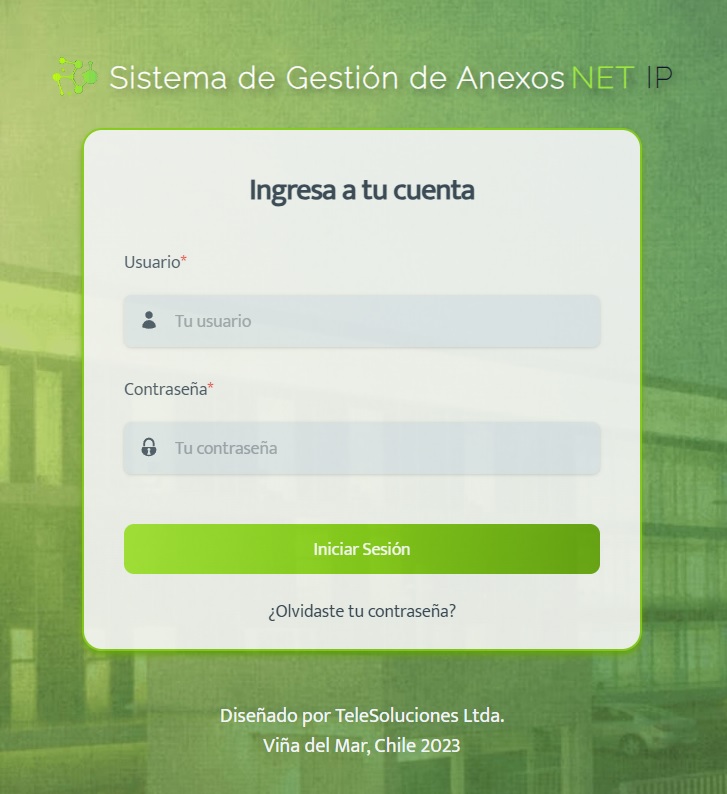 Sistema de Gestión de Anexos NET IP
Ingresa a tu cuenta
Usuario*
Tu usuario
Contraseña*
Tu contraseña
Iniciar Sesión
¿Olvidaste tu contraseña?
Diseñado por TeleSoluciones Ltda.
Viña del Mar, Chile 2023